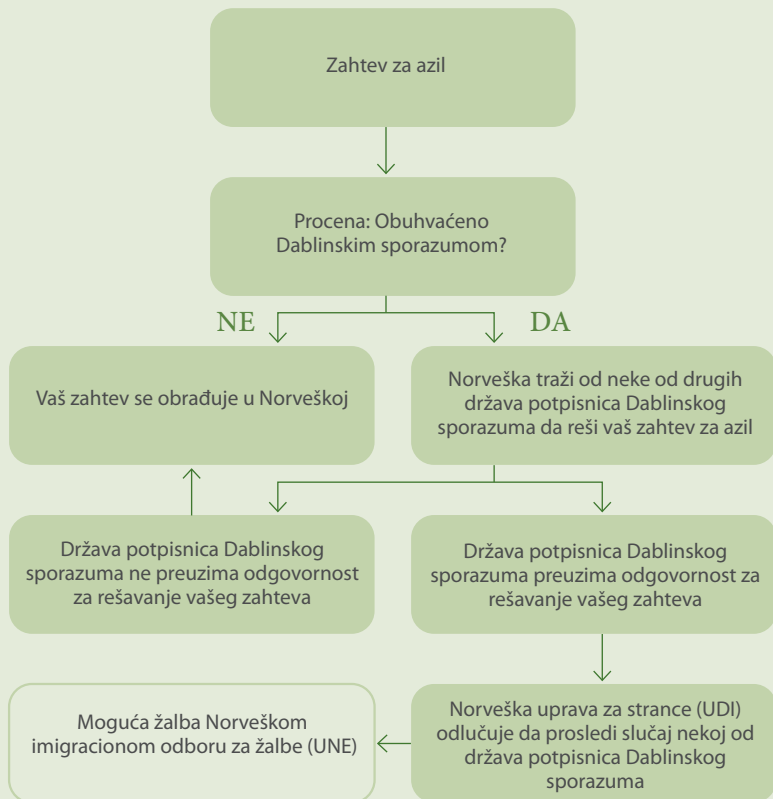 Zahtev za azil
Procena: Obuhvaćeno
Dablinskim sporazumom?
NE
DA
Vaš zahtev se obrađuje u Norveškoj
Norveška traži od neke od drugih
država potpisnica Dablinskog
sporazuma da reši vaš zahtev za azil
Država potpisnica Dablinskog
sporazuma ne preuzima odgovornost
za rešavanje vašeg zahteva
Država potpisnica Dablinskog
sporazuma preuzima odgovornost za
rešavanje vašeg zahteva
Moguća žalba Norveškom
imigracionom odboru za žalbe (UNE)
Norveška uprava za strance (UDI)
odlučuje da prosledi slučaj nekoj od
država potpisnica Dablinskog
sporazuma